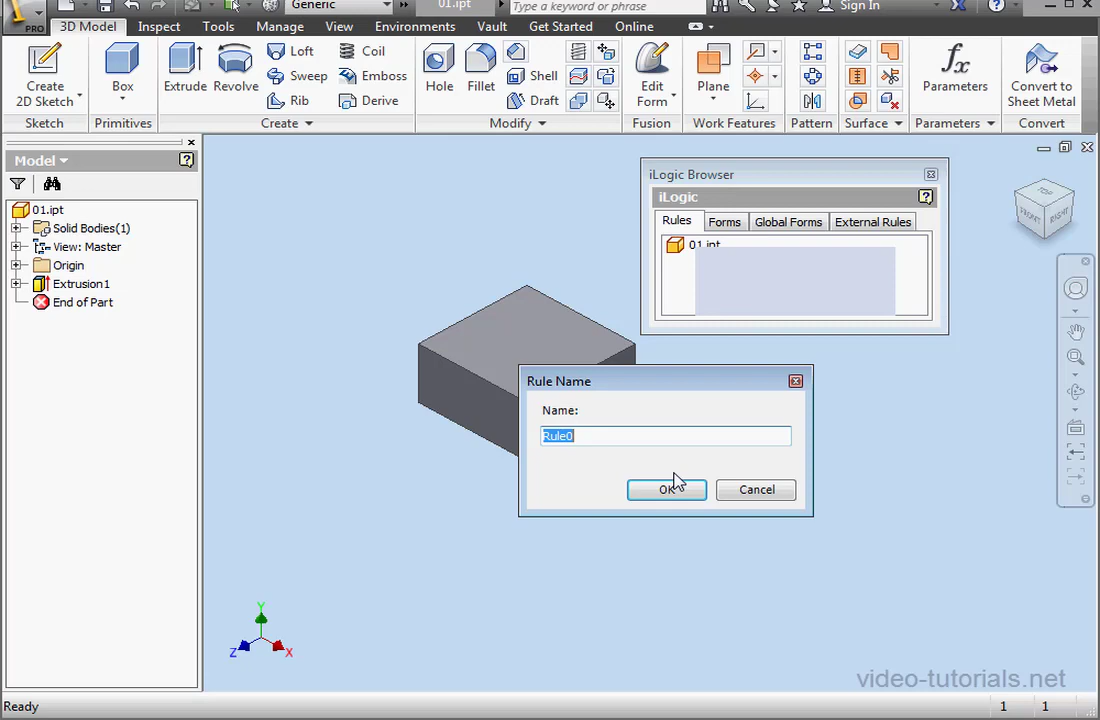 Generic
01.ipt
Type a keyword or phrase
Sign In
PRO
3D Model
Inspect
Tools
Manage
View
Environments
Vault
Get Started
Online
Create
2D Sketch
Box
Extrude
Revolve
Loft
Sweep
Rib
Coil
Emboss
Derive
Hole
Fillet
Shell
Draft
Edit
Form
Plane
Parameters
Convert to
Sheet Metal
Sketch
Primitives
Create
Modify
Fusion
Work Features
Pattern
Surface
Parameters
Convert
Model
01.ipt
Solid Bodies(1)
View: Master
Origin
Extrusion1
End of Part
iLogic Browser
iLogic
Rules
Forms
Global Forms
External Rules
01.ipt
TOP
FRONT
RIGHT
Rule Name
Name:
Rule0
OK
Cancel
Y
Z
X
video-tutorials.net
Ready
1
1